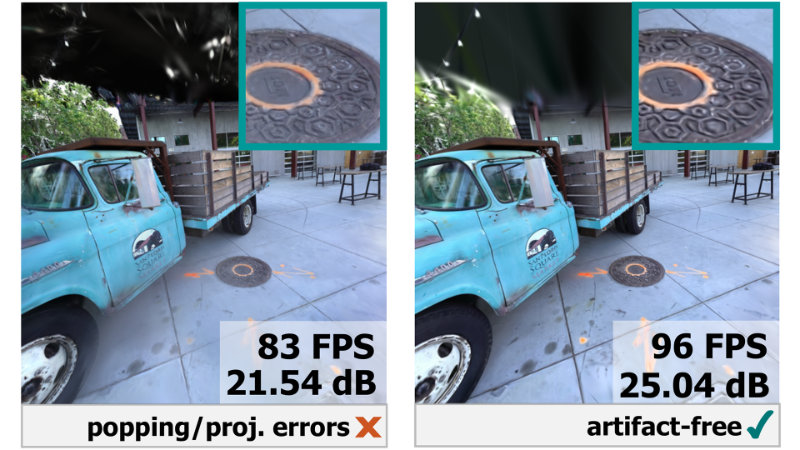 83 FPS
21.54 dB
popping/proj. errors
96 FPS
25.04 dB
artifact-free